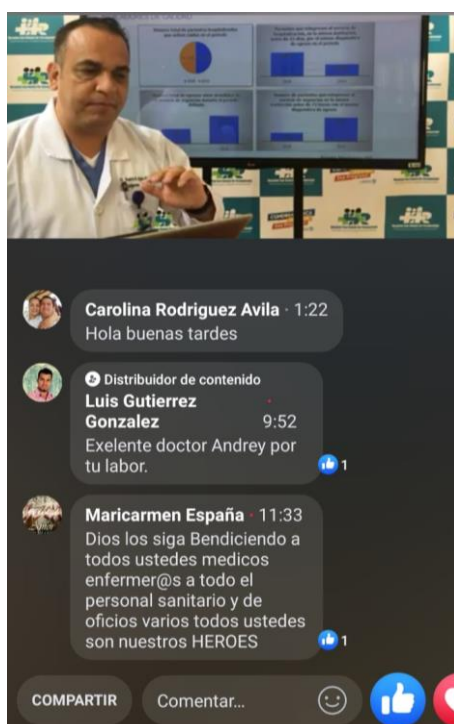 Carolina Rodriguez Avila · 1:22
Hola buenas tardes
Distribuidor de contenido
Luis Gutierrez
Gonzalez 9:52
Exelente doctor Andrey por
tu labor.
1
Maricarmen España · 11:33
Dios los siga Bendiciendo a
todos ustedes medicos
enfermer@s a todo el
personal sanitario y de
oficios varios todos ustedes
son nuestros HEROES
1
COMPARTIR
Comentar...